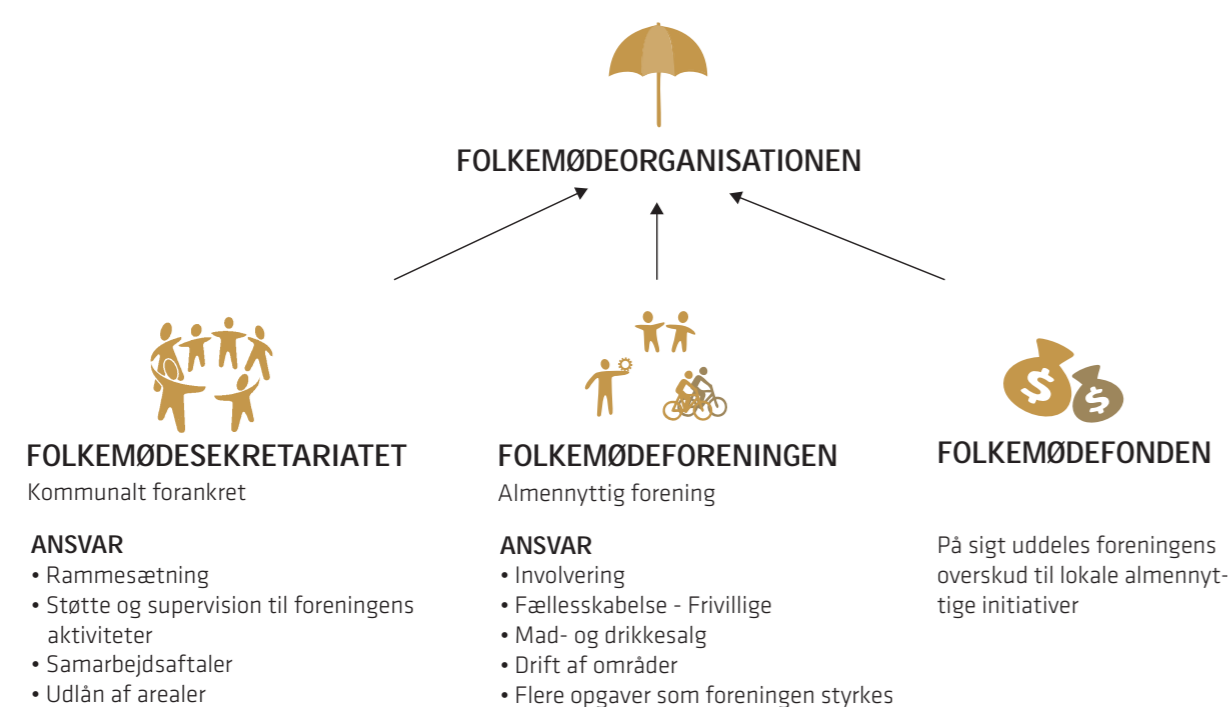 FOLKEMØDEORGANISATIONEN
FOLKEMØDESEKRETARIATET
Kommunalt forankret
ANSVAR
• Rammesætning
• Støtte og supervision til foreningens
aktiviteter
• Samarbejdsaftaler
• Udlån af arealer
FOLKEMØDEFORENINGEN
Almennyttig forening
ANSVAR
• Involvering
• Fællesskabelse - Frivillige
• Mad- og drikkesalg
• Drift af områder
• Flere opgaver som foreningen styrkes
$
$
FOLKEMØDEFONDEN
På sigt uddeles foreningens
overskud til lokale almennyt-
tige initiativer